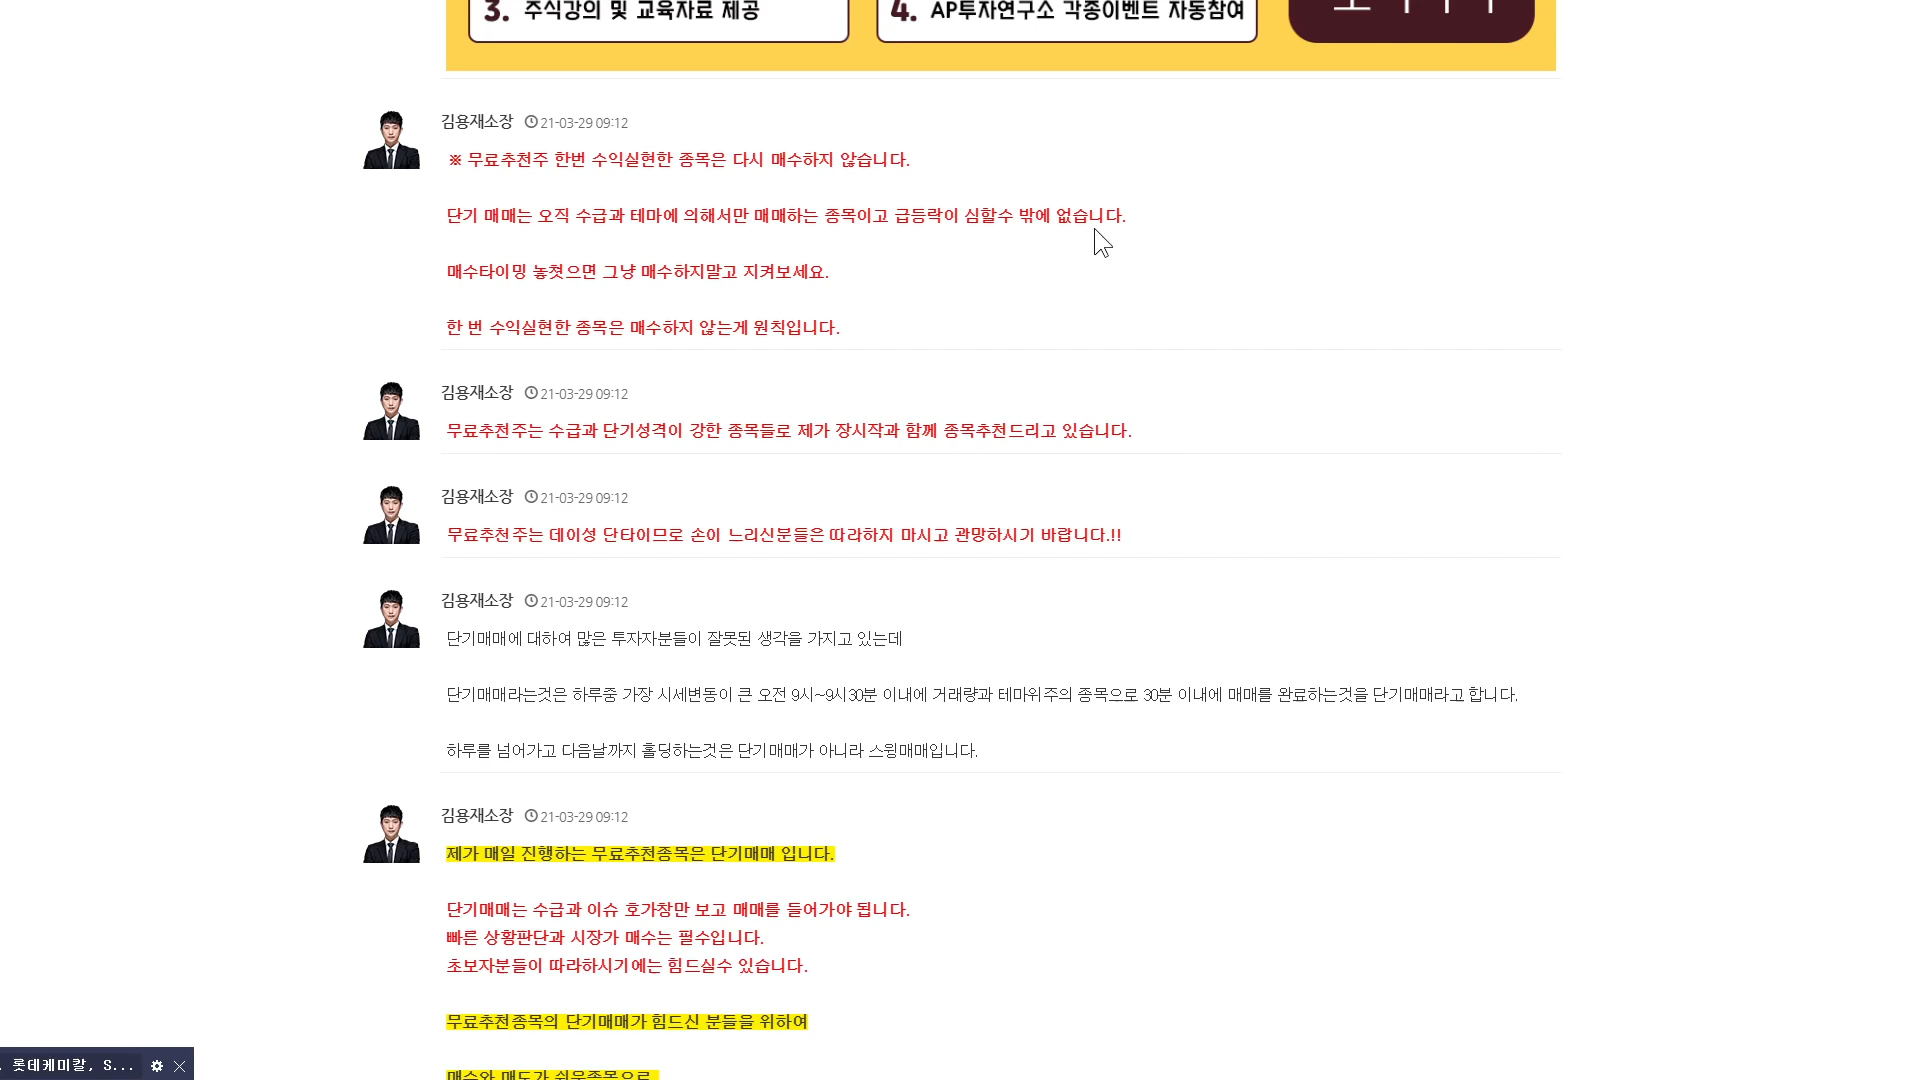 3. 주식강의 및 교육자료 제공
4. AP투자연구소 각종이벤트 자동참여
김용재소장 21-03-29 09:12
※ 무료추천주 한번 수익실현한 종목은 다시 매수하지 않습니다.
단기 매매는 오직 수급과 테마에 의해서만 매매하는 종목이고 급등락이 심할수 밖에 없습니다.
매수타이밍 놓쳣으면 그냥 매수하지말고 지켜보세요.
한 번 수익실현한 종목은 매수하지 않는게 원칙입니다.
김용재소장 21-03-29 09:12
무료추천주는 수급과 단기성격이 강한 종목들로 제가 장시작과 함께 종목추천드리고 있습니다.
김용재소장 21-03-29 09:12
무료추천주는 데이성 단타이므로 손이 느리신분들은 따라하지 마시고 관망하시기 바랍니다.!!
김용재소장 21-03-29 09:12
단기매매에 대하여 많은 투자자분들이 잘못된 생각을 가지고 있는데
단기매매라는것은 하루중 가장 시세변동이 큰 오전 9시~9시30분 이내에 거래량과 테마위주의 종목으로 30분 이내에 매매를 완료하는것을 단기매매라고 합니다.
하루를 넘어가고 다음날까지 홀딩하는것은 단기매매가 아니라 스윙매매입니다.
김용재소장 21-03-29 09:12
제가 매일 진행하는 무료추천종목은 단기매매 입니다.
단기매매는 수급과 이슈 호가창만 보고 매매를 들어가야 됩니다.
빠른 상황판단과 시장가 매수는 필수입니다.
초보자분들이 따라하시기에는 힘드실수 있습니다.
무료추천종목의 단기매매가 힘드신 분들을 위하여
매수와 매도가 쉬운종목으로
. 롯데케미칼, S...